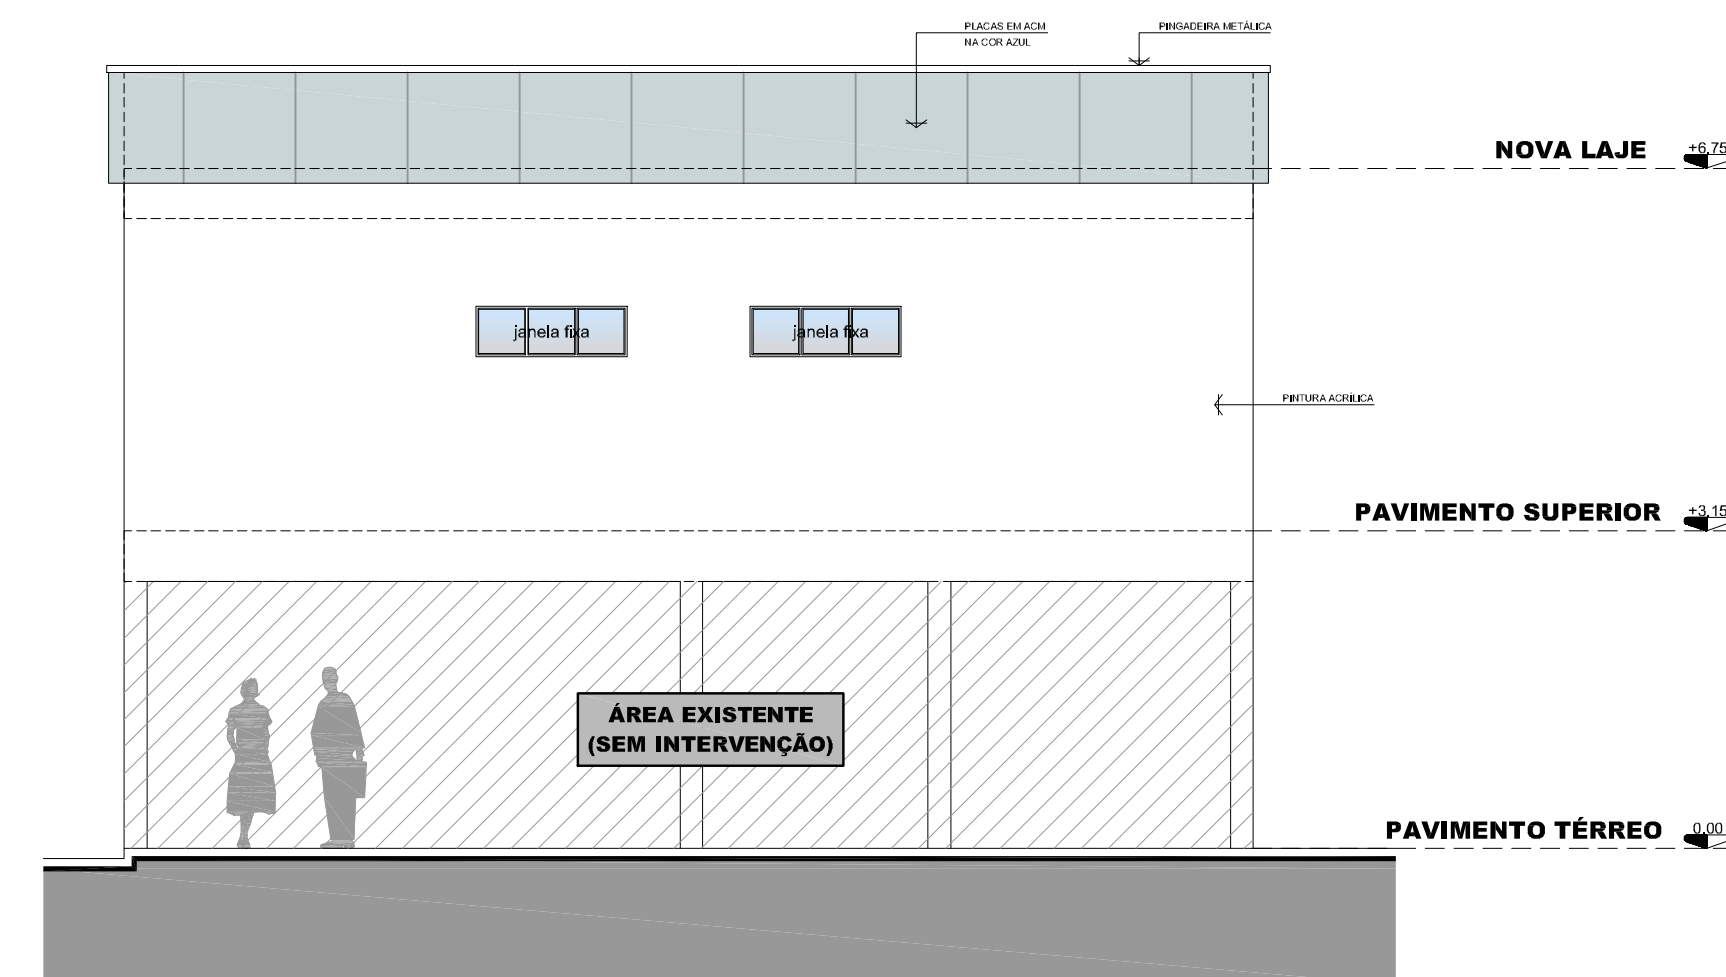 PLACAS EM ACM
NA COR AZUL
PINGADEIRA METÁLICA
NOVA LAJE
+6,75
janela fixa
janela fixa
PINTURA ACRÍLICA
PAVIMENTO SUPERIOR
+3,15
ÁREA EXISTENTE
(SEM INTERVENÇÃO)
PAVIMENTO TÉRREO
0,00